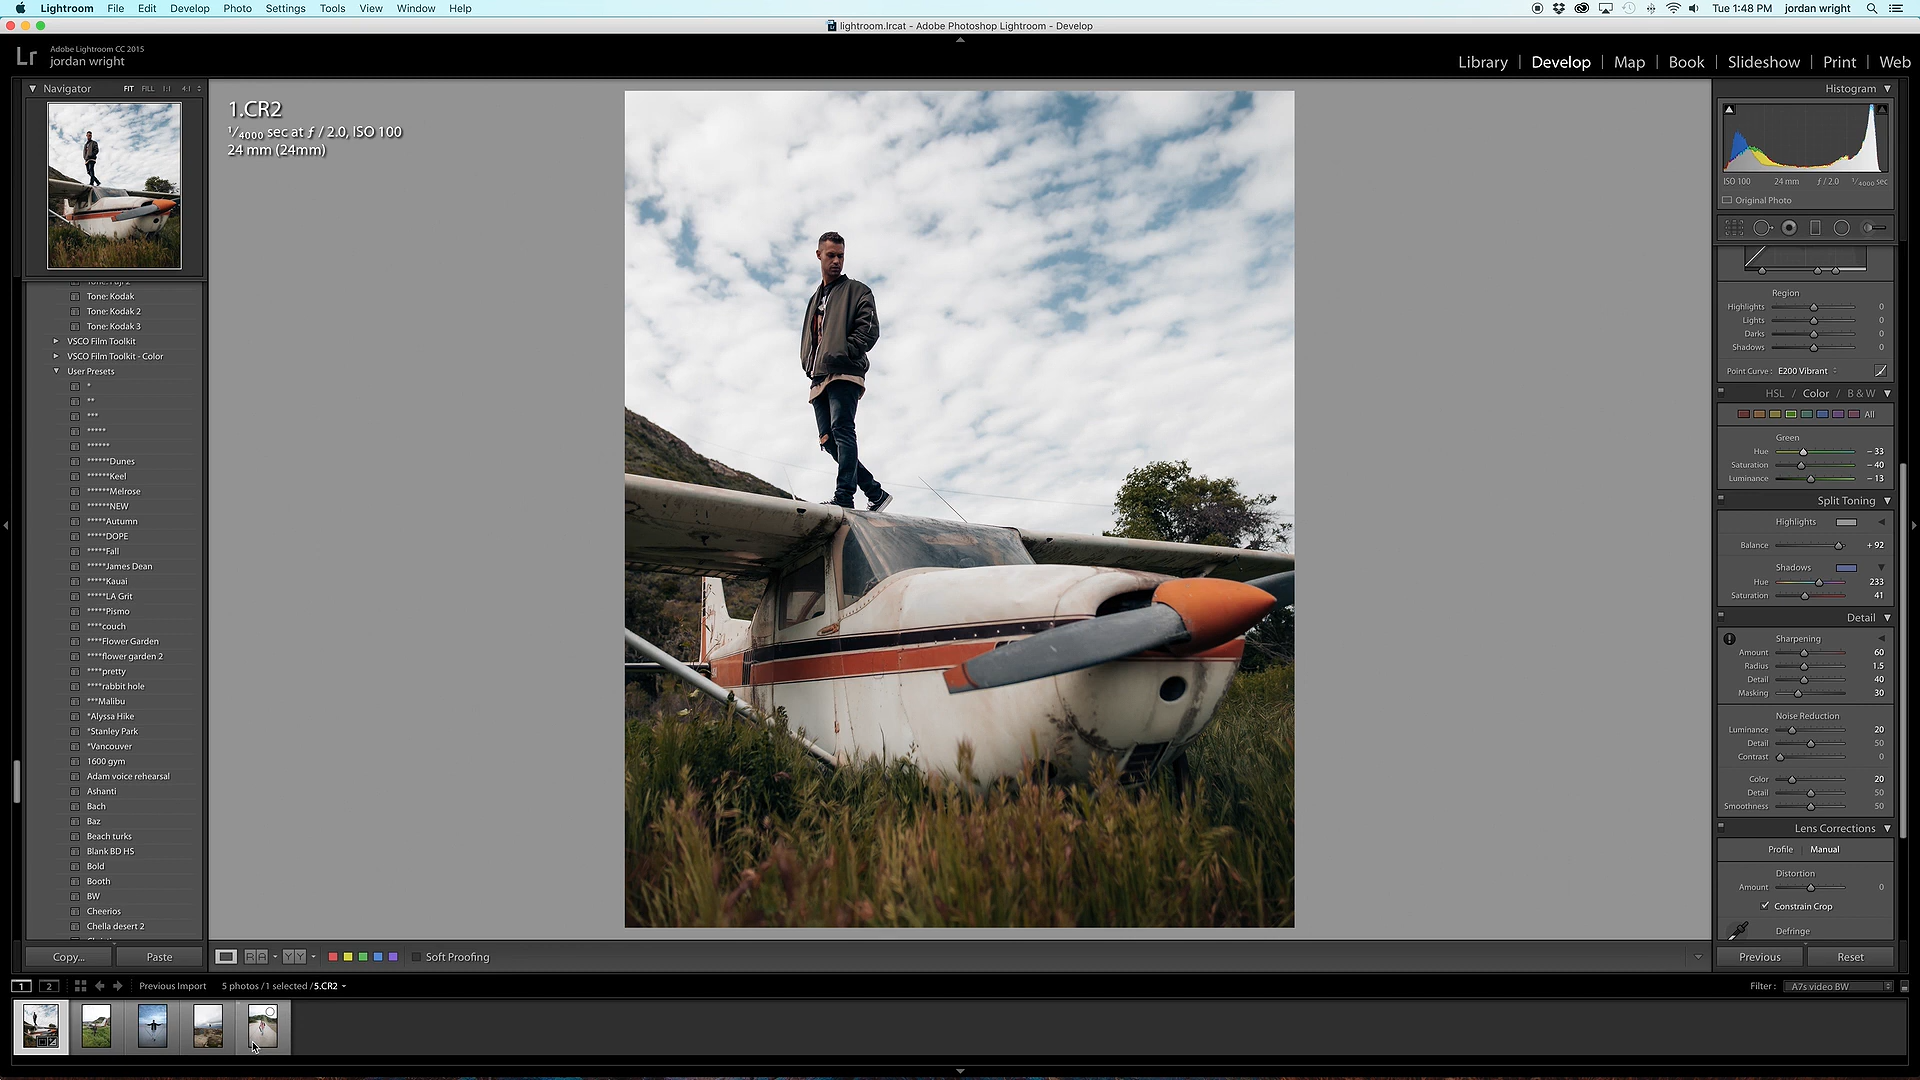 Lightroom File Edit Develop Photo Settings Tools View Window Help
Tue 1:48 PM jordan wright
lightroom.lrcat - Adobe Photoshop Lightroom - Develop
Lr
Adobe Lightroom CC 2015
jordan wright
Library | Develop | Map | Book | Slideshow | Print | Web
Navigator FIT FILL 1:1 4:1
Tone: Kodak
Tone: Kodak 2
Tone: Kodak 3
VSCO Film Toolkit
VSCO Film Toolkit - Color
User Presets
*
**
***
*****
******
******Dunes
******Keel
******Melrose
******NEW
*****Autumn
*****DOPE
*****Fall
*****James Dean
*****Kauai
*****LA Grit
*****Pismo
****couch
****Flower Garden
****flower garden 2
****pretty
****rabbit hole
***Malibu
*Alyssa Hike
*Stanley Park
*Vancouver
1600 gym
Adam voice rehearsal
Ashanti
Bach
Baz
Beach turks
Blank BD HS
Bold
Booth
BW
Cheerios
Chella desert 2
Copy... Paste
1.CR2
1/4000 sec at ƒ / 2.0, ISO 100
24 mm (24mm)
Histogram
ISO 100 24 mm ƒ / 2.0 1/4000 sec
Original Photo
Region
Highlights 0
Lights 0
Darks 0
Shadows 0
Point Curve : E200 Vibrant
HSL / Color / B & W
All
Green
Hue - 33
Saturation - 40
Luminance - 13
Split Toning
Highlights
Balance + 92
Shadows
Hue 233
Saturation 41
Detail
Sharpening
Amount 60
Radius 1.5
Detail 40
Masking 30
Noise Reduction
Luminance 20
Detail 50
Contrast 0
Color 20
Detail 50
Smoothness 50
Lens Corrections
Profile Manual
Distortion
Amount 0
Constrain Crop
Defringe
Previous Reset
R A Y Y Soft Proofing
1 2 Previous Import 5 photos /1 selected /5.CR2
Filter : A7s video BW